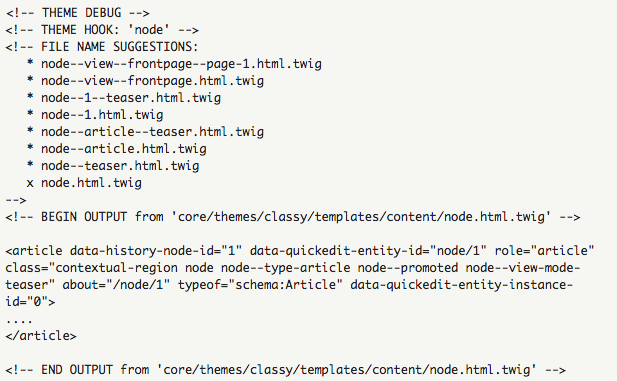 <!-- THEME DEBUG -->
<!-- THEME HOOK: 'node' -->
<!-- FILE NAME SUGGESTIONS:
   * node--view--frontpage--page-1.html.twig
   * node--view--frontpage.html.twig
   * node--1--teaser.html.twig
   * node--1.html.twig
   * node--article--teaser.html.twig
   * node--article.html.twig
   * node--teaser.html.twig
   x node.html.twig
-->
<!-- BEGIN OUTPUT from 'core/themes/classy/templates/content/node.html.twig' -->

<article data-history-node-id="1" data-quickedit-entity-id="node/1" role="article"
class="contextual-region node node--type-article node--promoted node--view-mode-
teaser" about="/node/1" typeof="schema:Article" data-quickedit-entity-instance-
id="0">
....
</article>

<!-- END OUTPUT from 'core/themes/classy/templates/content/node.html.twig' -->